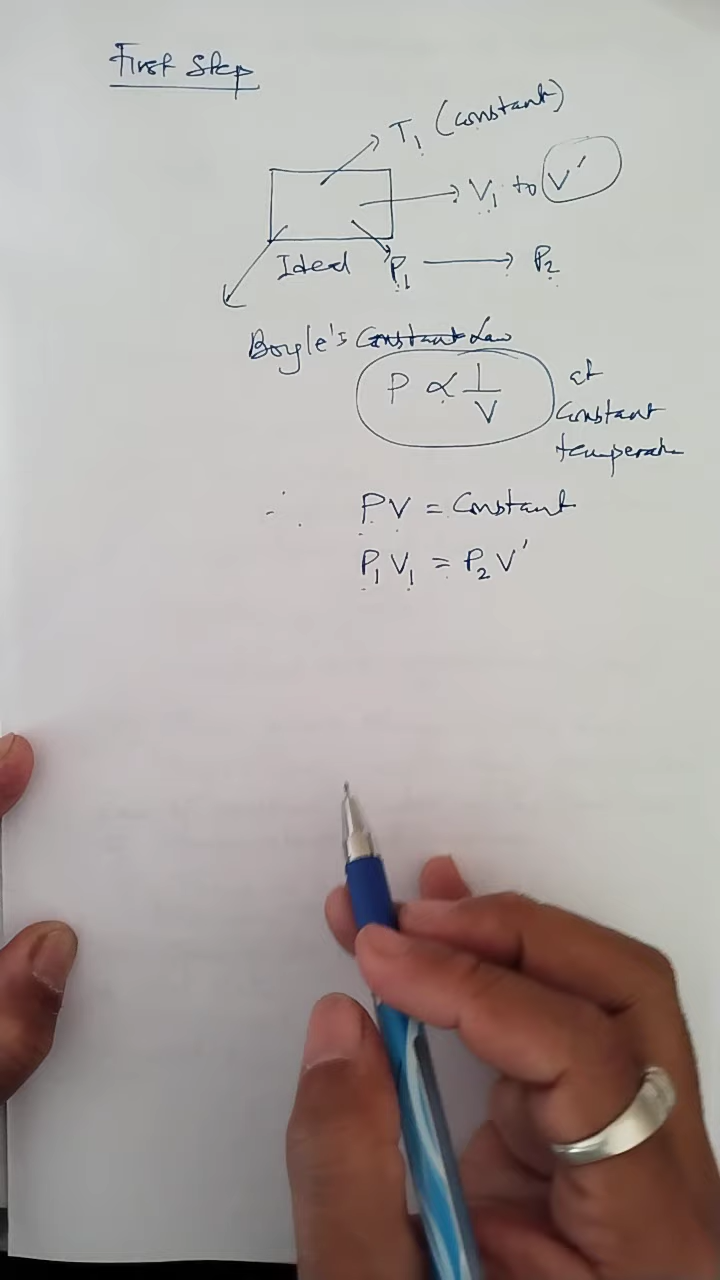 First Step
T₁ (constant)
V₁ to V′
Ideal P₁ → P₂
Boyle's Constant Law
P ∝ 1/V at
constant
∴ PV = Constant
P₁V₁ = P₂V′